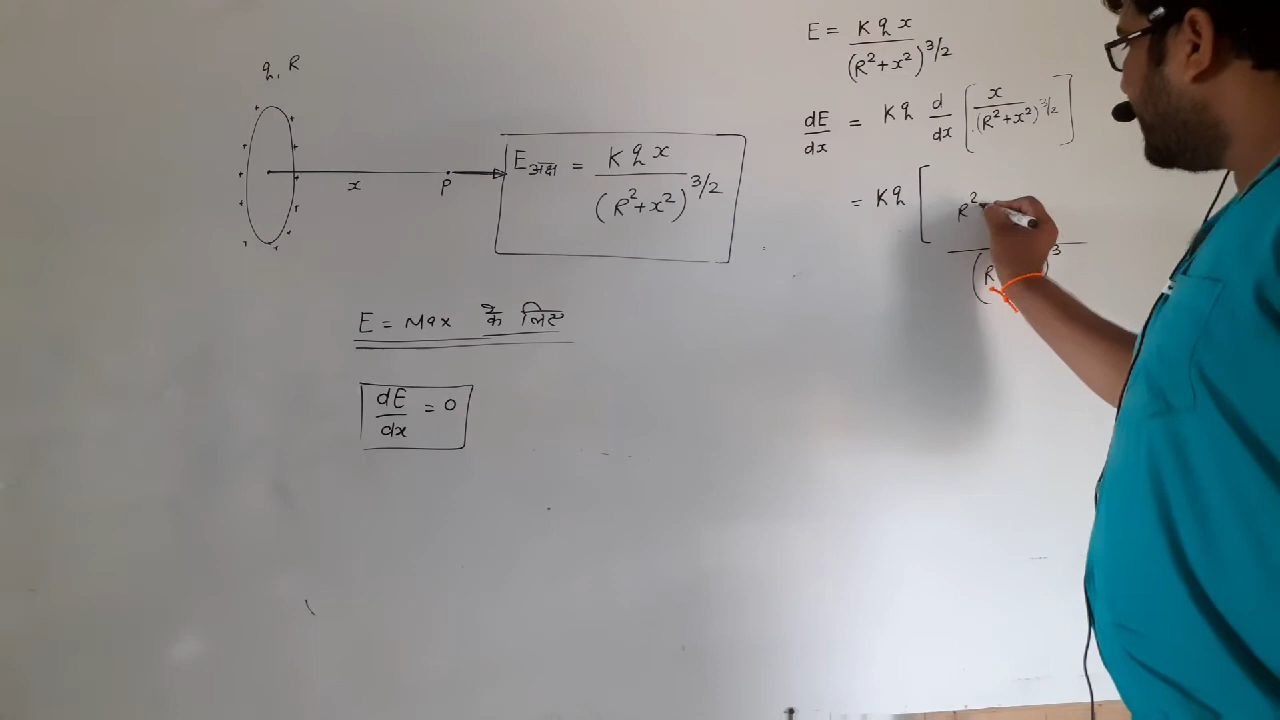 q, R
x
P
E अक्ष = K q x / (R²+x²)^3/2
E = Max के लिए
dE/dx = 0
E = K q x / (R²+x²)^3/2
dE/dx = K q d/dx [ x / (R²+x²)^3/2 ]
= K q [ R²
(R )³